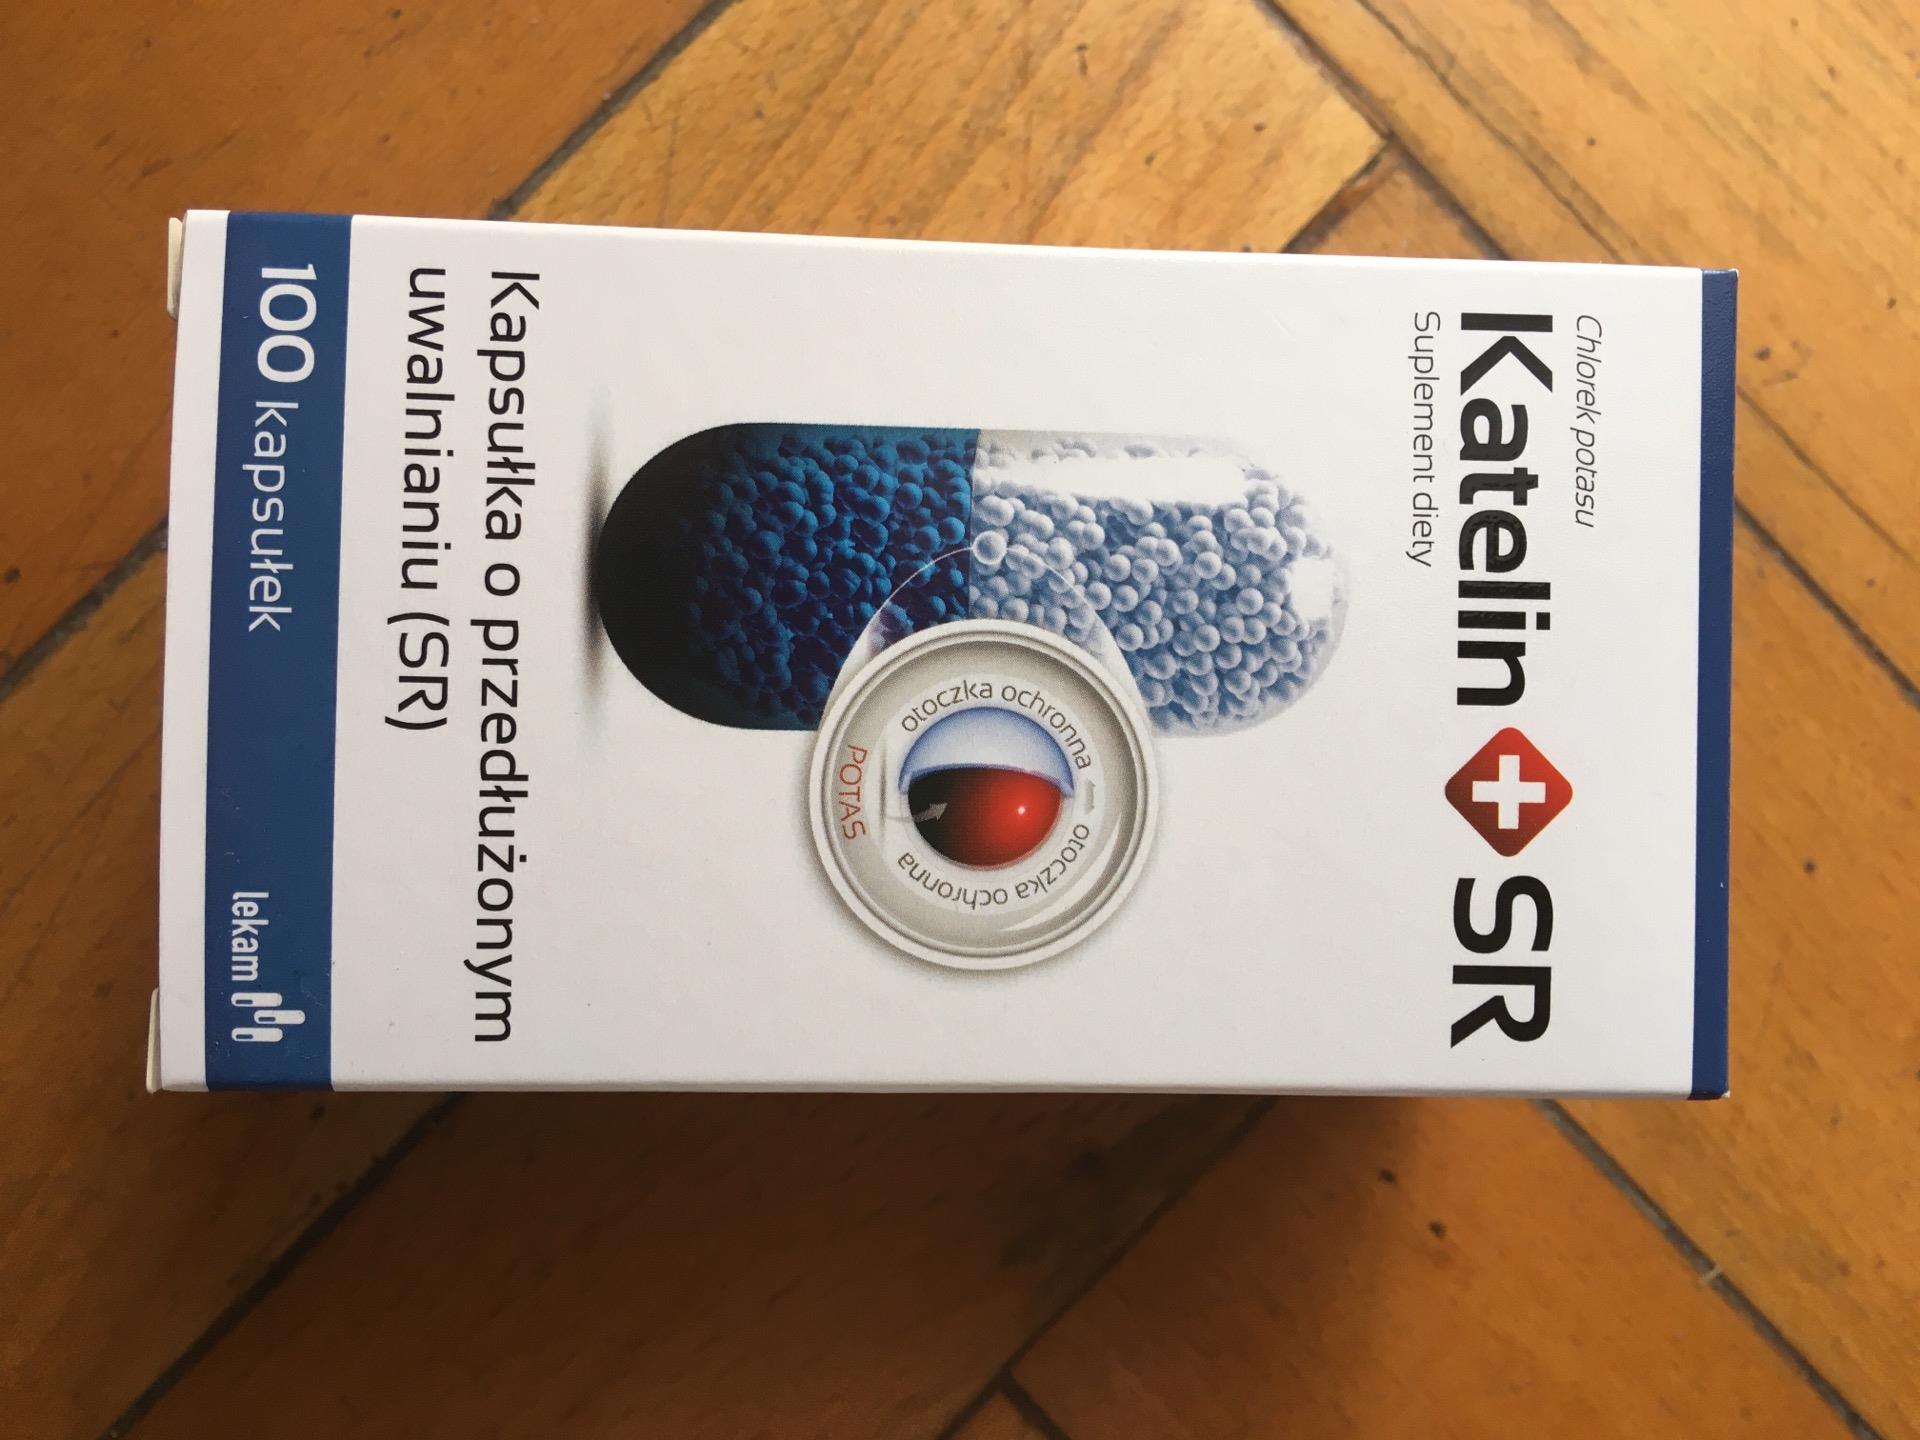 Chlorek potasu
Katelin + SR
Suplement diety
otoczka ochronna
otoczka ochronna
POTAS
Kapsułka o przedłużonym
uwalnianiu (SR)
100 kapsułek
lekam